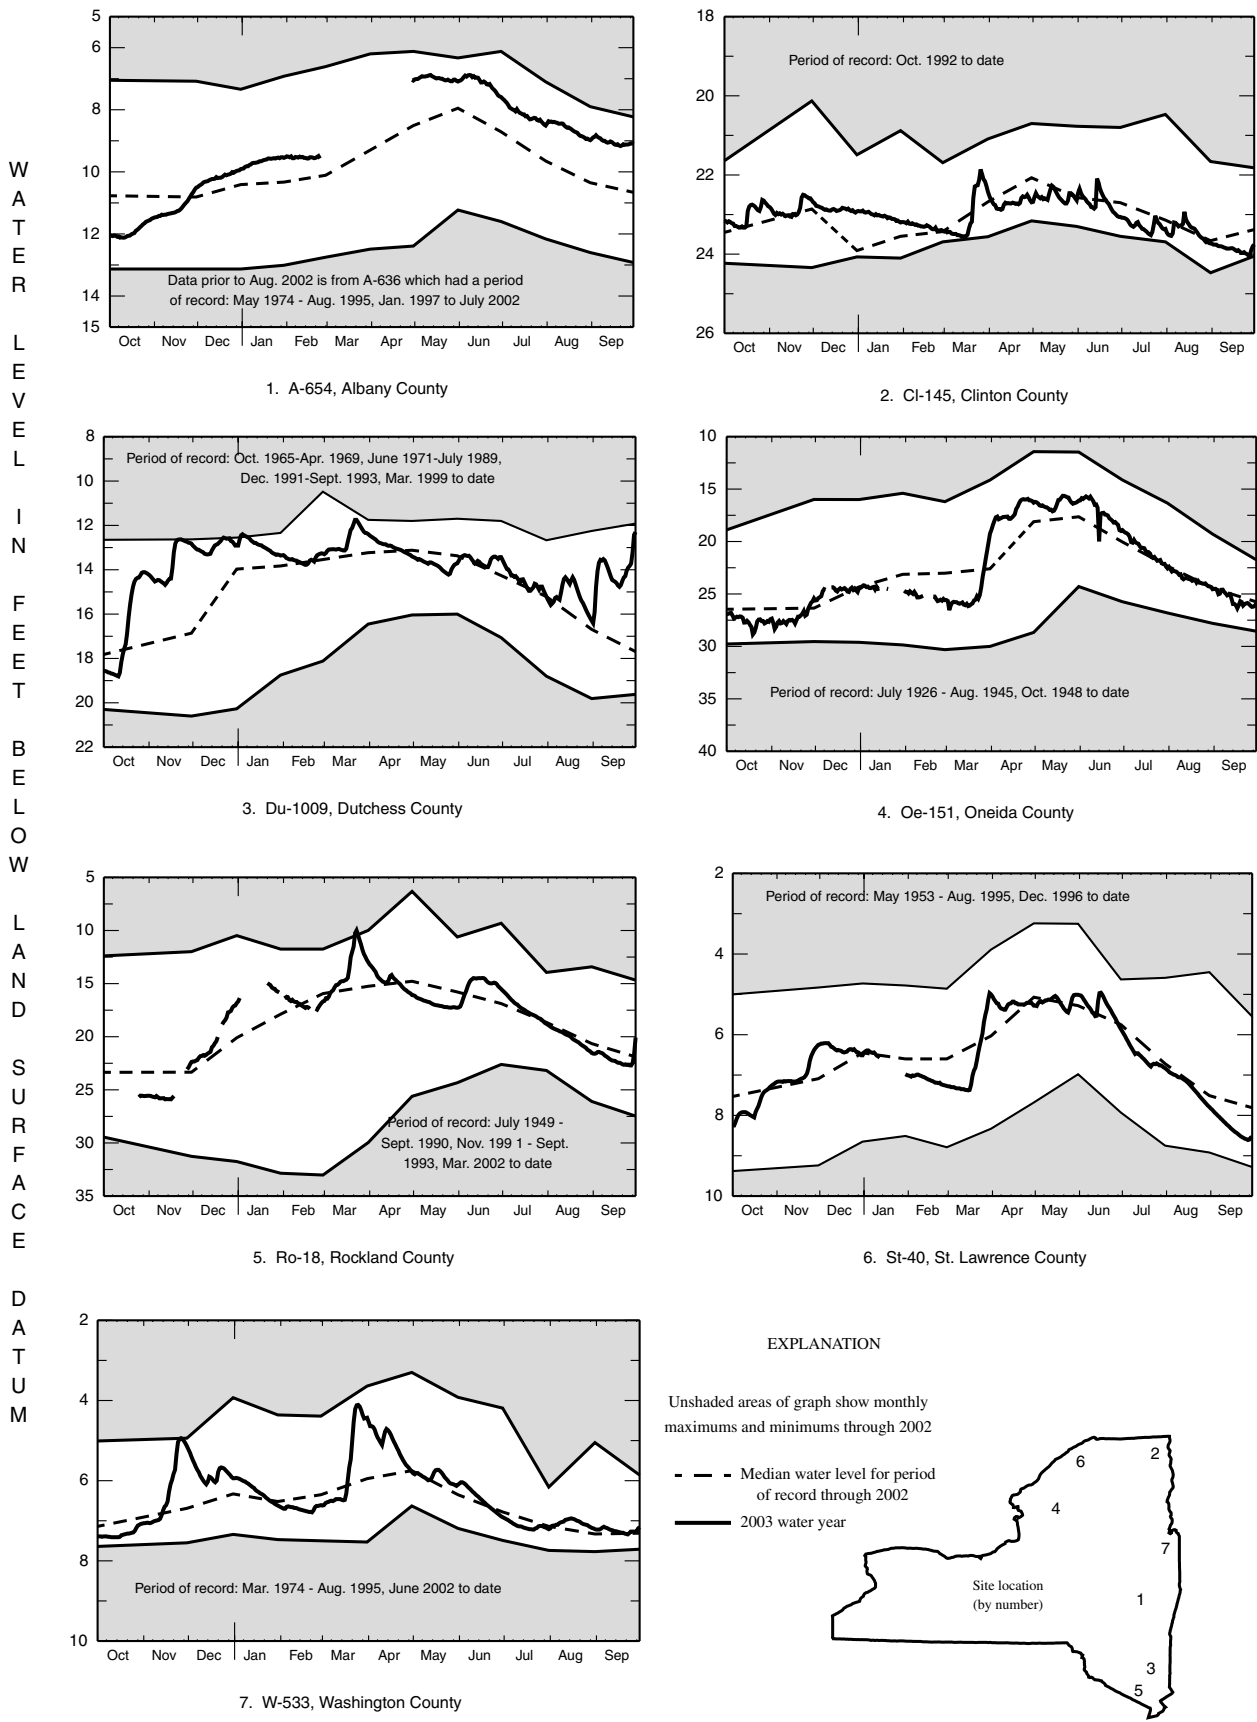 WATER LEVEL IN FEET BELOW LAND SURFACE DATUM
5
6
8
10
12
14
15
Data prior to Aug. 2002 is from A-636 which had a period
of record: May 1974 - Aug. 1995, Jan. 1997 to July 2002
Oct Nov Dec Jan Feb Mar Apr May Jun Jul Aug Sep
1. A-654, Albany County
18
20
22
24
26
Period of record: Oct. 1992 to date
Oct Nov Dec Jan Feb Mar Apr May Jun Jul Aug Sep
2. Cl-145, Clinton County
8
10
12
14
16
18
20
22
Period of record: Oct. 1965-Apr. 1969, June 1971-July 1989,
Dec. 1991-Sept. 1993, Mar. 1999 to date
Oct Nov Dec Jan Feb Mar Apr May Jun Jul Aug Sep
3. Du-1009, Dutchess County
10
15
20
25
30
35
40
Period of record: July 1926 - Aug. 1945, Oct. 1948 to date
Oct Nov Dec Jan Feb Mar Apr May Jun Jul Aug Sep
4. Oe-151, Oneida County
5
10
15
20
25
30
35
Period of record: July 1949 -
Sept. 1990, Nov. 199 1 - Sept.
1993, Mar. 2002 to date
Oct Nov Dec Jan Feb Mar Apr May Jun Jul Aug Sep
5. Ro-18, Rockland County
2
4
6
8
10
Period of record: May 1953 - Aug. 1995, Dec. 1996 to date
Oct Nov Dec Jan Feb Mar Apr May Jun Jul Aug Sep
6. St-40, St. Lawrence County
2
4
6
8
10
Period of record: Mar. 1974 - Aug. 1995, June 2002 to date
Oct Nov Dec Jan Feb Mar Apr May Jun Jul Aug Sep
7. W-533, Washington County
EXPLANATION
Unshaded areas of graph show monthly
maximums and minimums through 2002
Median water level for period
of record through 2002
2003 water year
6
2
4
7
Site location
(by number)
1
3
5